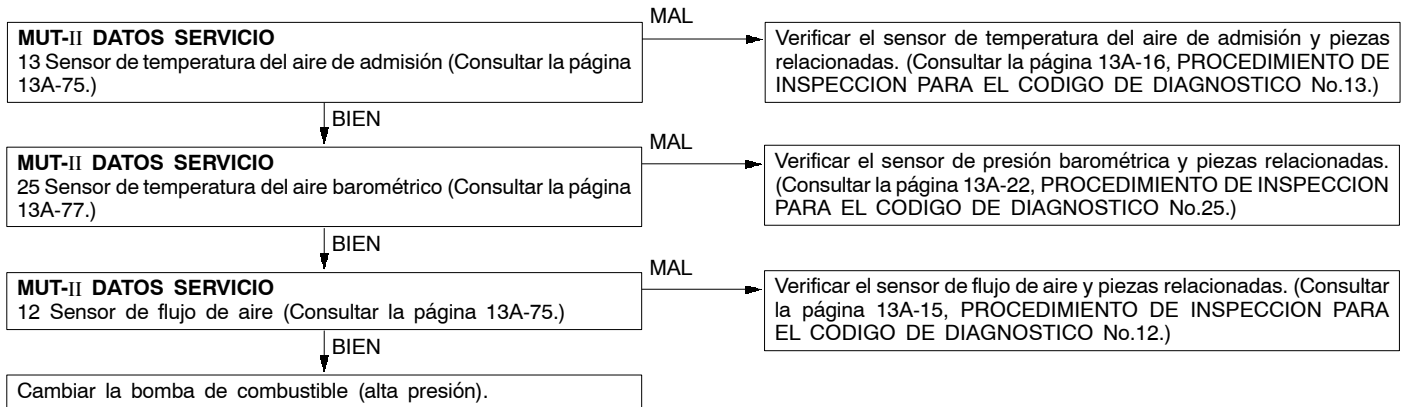 MAL
MUT-II DATOS SERVICIO
13 Sensor de temperatura del aire de admisión (Consultar la página
13A-75.)
Verificar el sensor de temperatura del aire de admisión y piezas
relacionadas. (Consultar la página 13A-16, PROCEDIMIENTO DE
INSPECCION PARA EL CODIGO DE DIAGNOSTICO No.13.)
BIEN
MAL
MUT-II DATOS SERVICIO
25 Sensor de temperatura del aire barométrico (Consultar la página
13A-77.)
Verificar el sensor de presión barométrica y piezas relacionadas.
(Consultar la página 13A-22, PROCEDIMIENTO DE INSPECCION
PARA EL CODIGO DE DIAGNOSTICO No.25.)
BIEN
MAL
MUT-II DATOS SERVICIO
12 Sensor de flujo de aire (Consultar la página 13A-75.)
Verificar el sensor de flujo de aire y piezas relacionadas. (Consultar
la página 13A-15, PROCEDIMIENTO DE INSPECCION PARA
EL CODIGO DE DIAGNOSTICO No.12.)
BIEN
Cambiar la bomba de combustible (alta presión).